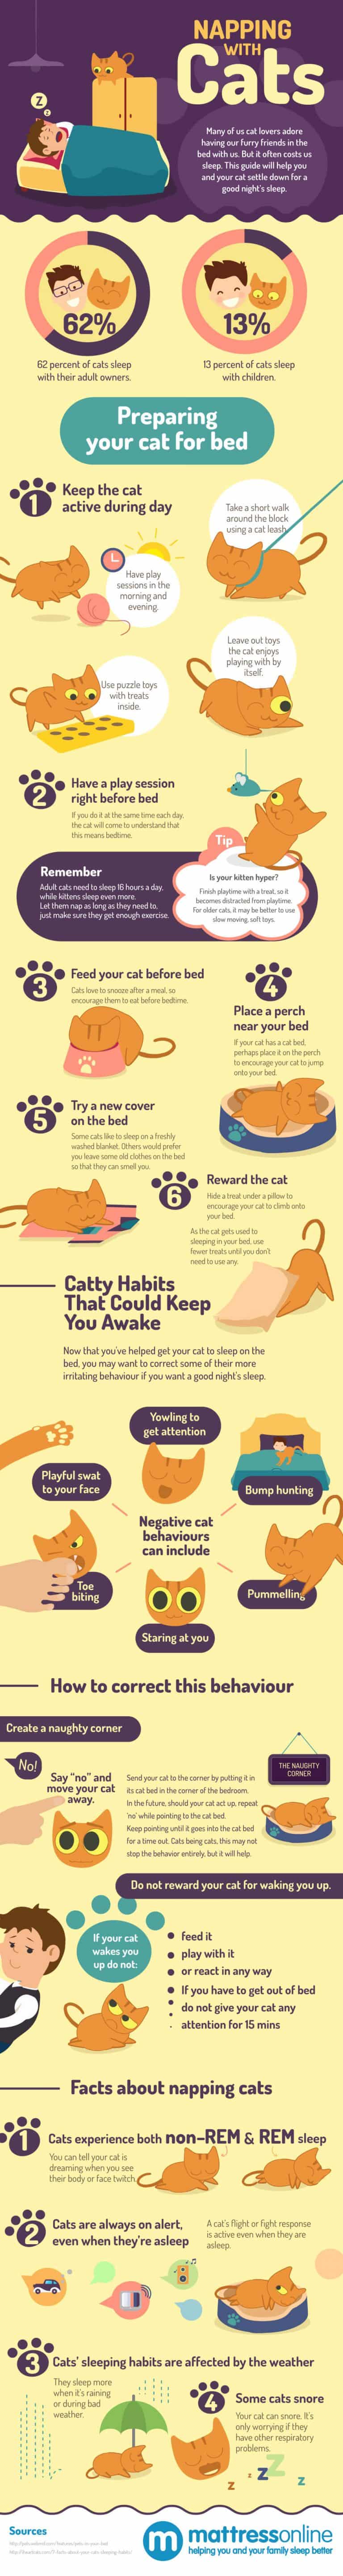 NAPPING
WITH
Cats
z
z
Many of us cat lovers adore
having our furry friends in the
bed with us. But it often costs us
sleep. This guide will help you
and your cat settle down for a
good night's sleep.
62%
13%
62 percent of cats sleep
with their adult owners.
13 percent of cats sleep
with children.
Preparing
your cat for bed
1
Keep the cat
active during day
Take a short walk
around the block
using a cat leash
Have play
sessions in the
morning and
evening.
Leave out toys
the cat enjoys
playing with by
itself.
Use puzzle toys
with treats
inside.
2
Have a play session
right before bed
If you do it at the same time each day,
the cat will come to understand that
this means bedtime.
Tip
Is your kitten hyper?
Finish playtime with a treat, so it
becomes distracted from playtime.
For older cats, it may be better to use
slow moving, soft toys.
Remember
Adult cats need to sleep 16 hours a day,
while kittens sleep even more.
Let them nap as long as they need to,
just make sure they get enough exercise.
3
Feed your cat before bed
Cats love to snooze after a meal, so
encourage them to eat before bedtime.
4
Place a perch
near your bed
If your cat has a cat bed,
perhaps place it on the perch
to encourage your cat to jump
onto your bed.
5
Try a new cover
on the bed
Some cats like to sleep on a freshly
washed blanket. Others would prefer
you leave some old clothes on the bed
so that they can smell you.
6
Reward the cat
Hide a treat under a pillow to
encourage your cat to climb onto
your bed.
As the cat gets used to
sleeping in your bed, use
fewer treats until you don't
need to use any.
Catty Habits
That Could Keep
You Awake
Now that you've helped get your cat to sleep on the
bed, you may want to correct some of their more
irritating behaviour if you want a good night's sleep.
Yowling to
get attention
Playful swat
to your face
Bump hunting
Negative cat
behaviours
can include
Toe
biting
Pummelling
Staring at you
How to correct this behaviour
Create a naughty corner
No!
Say "no" and
move your cat
away.
Send your cat to the corner by putting it in
its cat bed in the corner of the bedroom.
In the future, should your cat act up, repeat
'no' while pointing to the cat bed.
Keep pointing until it goes into the cat bed
for a time out. Cats being cats, this may not
stop the behavior entirely, but it will help.
THE NAUGHTY
CORNER
Do not reward your cat for waking you up.
If your cat
wakes you
up do not:
feed it
play with it
or react in any way
If you have to get out of bed
do not give your cat any
attention for 15 mins
Facts about napping cats
1
Cats experience both non-REM & REM sleep
You can tell your cat is
dreaming when you see
their body or face twitch.
2
Cats are always on alert,
even when they're asleep
A cat's flight or fight response
is active even when they are
asleep.
3
Cats' sleeping habits are affected by the weather
They sleep more
when it's raining
or during bad
weather.
4
Some cats snore
Your cat can snore. It's
only worrying if they
have other respiratory
problems.
z z z Z z
Sources
m mattressonline
helping you and your family sleep better